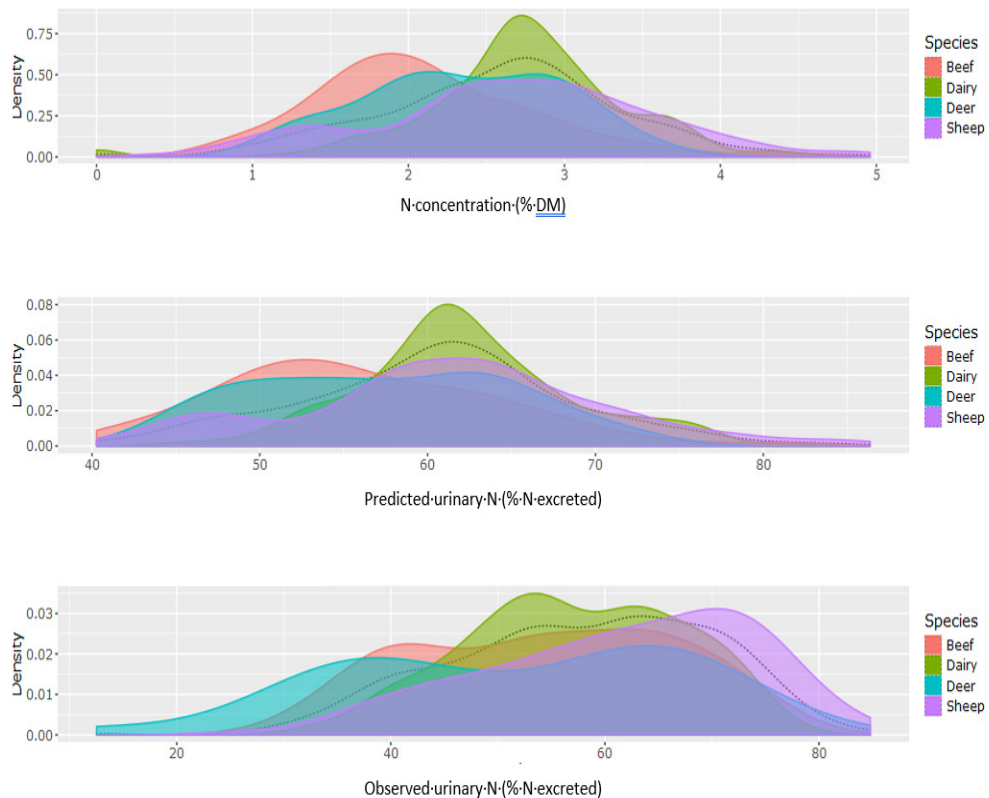 Density
0.75
0.50
0.25
0.00
0 1 2 3 4 5
N·concentration·(%·DM)
Species
Beef
Dairy
Deer
Sheep
Density
0.08
0.06
0.04
0.02
0.00
40 50 60 70 80
Predicted·urinary·N·(%·N·excreted)
Species
Beef
Dairy
Deer
Sheep
Density
0.03
0.02
0.01
0.00
20 40 60 80
Observed·urinary·N·(%·N·excreted)
Species
Beef
Dairy
Deer
Sheep